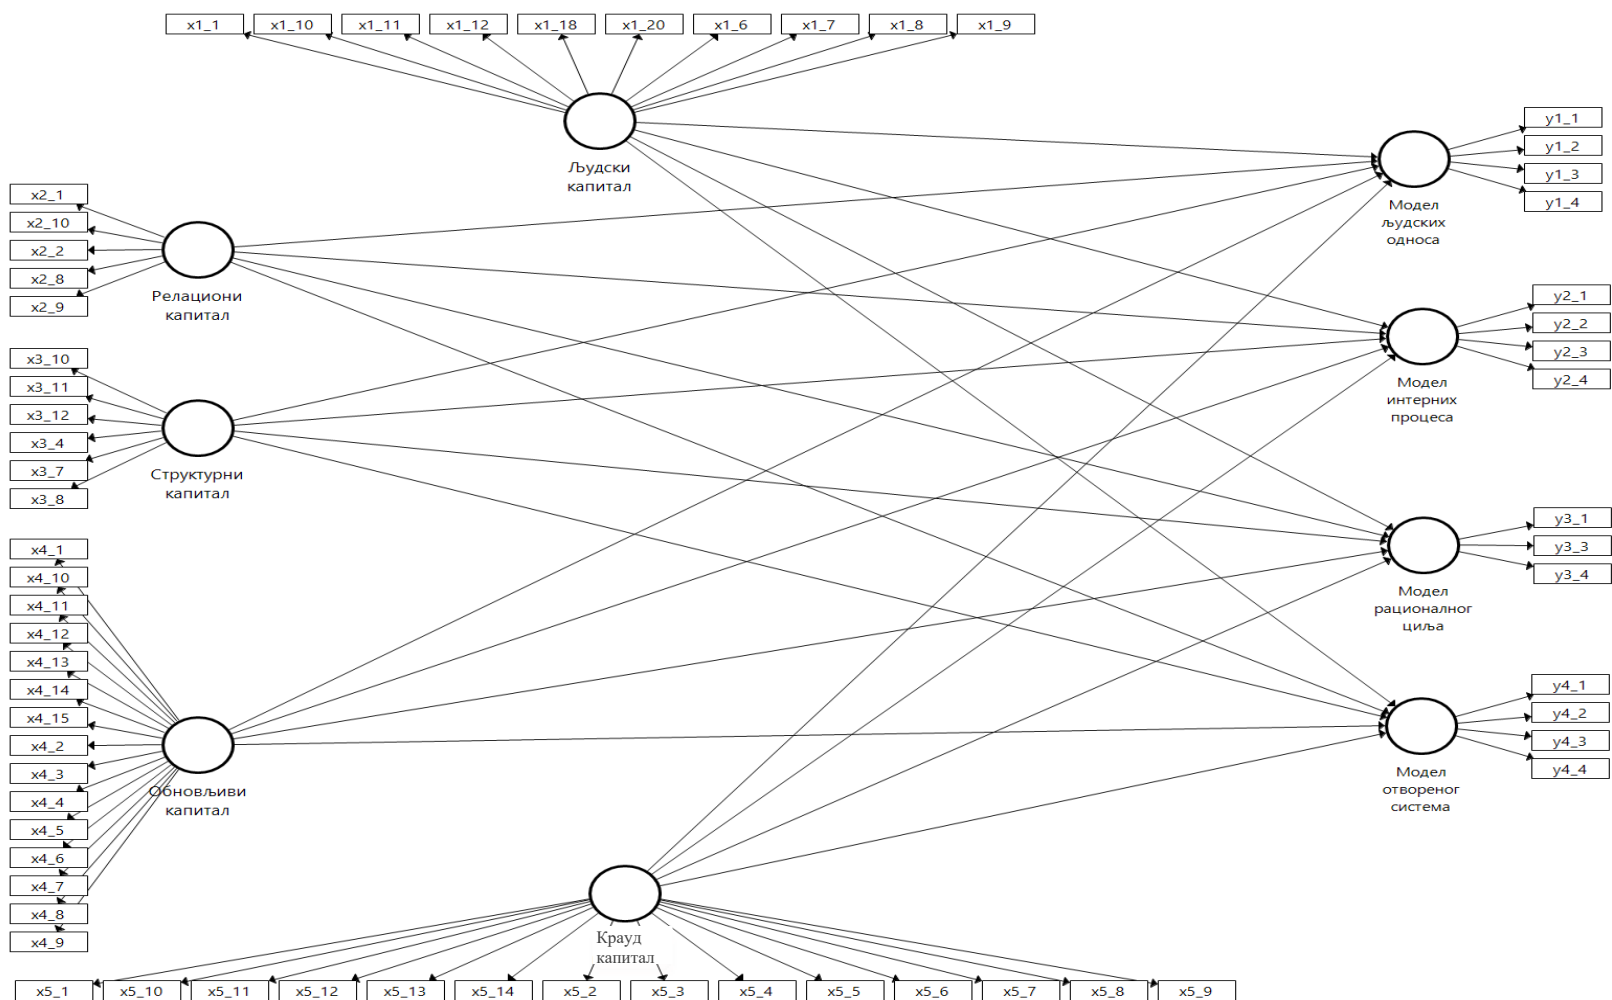 x1_1
x1_10
x1_11
x1_12
x1_18
x1_20
x1_6
x1_7
x1_8
x1_9
Људски
капитал
x2_1
x2_10
x2_2
x2_8
x2_9
Релациони
капитал
x3_10
x3_11
x3_12
x3_4
x3_7
x3_8
Структурни
капитал
x4_1
x4_10
x4_11
x4_12
x4_13
x4_14
x4_15
x4_2
x4_3
x4_4
x4_5
x4_6
x4_7
x4_8
x4_9
Обновљиви
капитал
Крауд
капитал
x5_1
x5_10
x5_11
x5_12
x5_13
x5_14
x5_2
x5_3
x5_4
x5_5
x5_6
x5_7
x5_8
x5_9
y1_1
y1_2
y1_3
y1_4
Модел
људских
односа
y2_1
y2_2
y2_3
y2_4
Модел
интерних
процеса
y3_1
y3_3
y3_4
Модел
рационалног
циља
y4_1
y4_2
y4_3
y4_4
Модел
отвореног
система